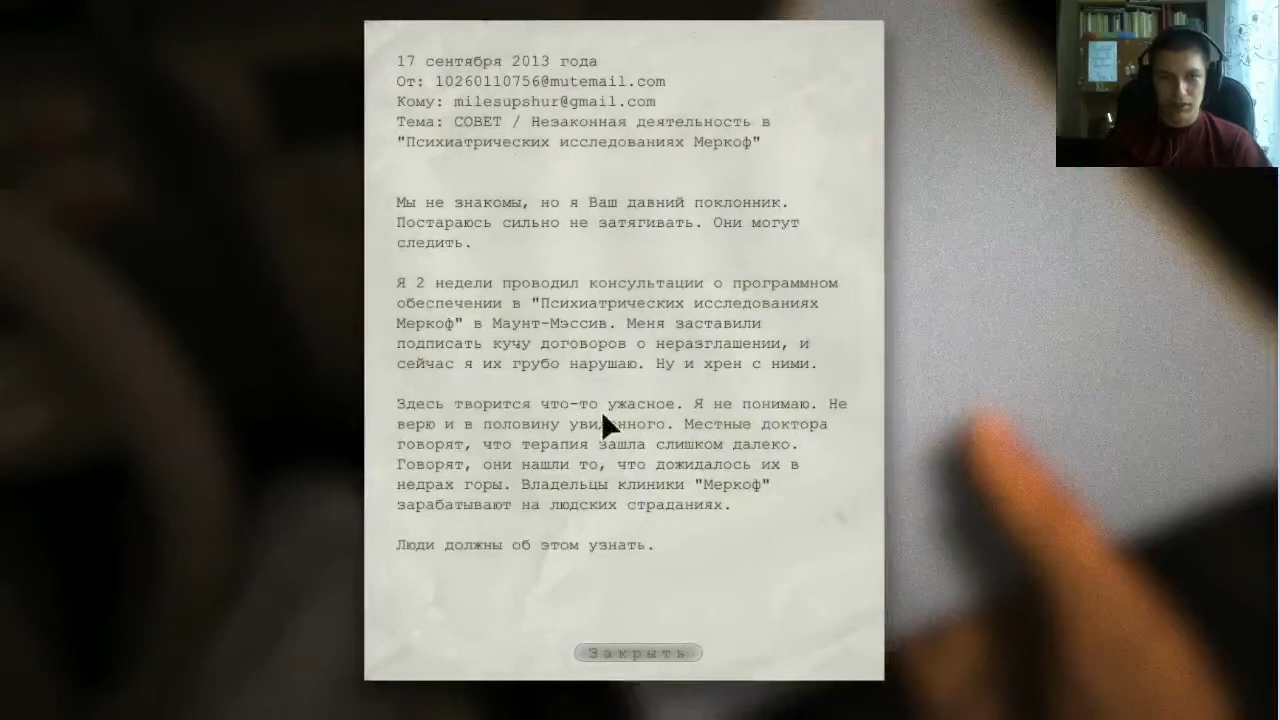 17 сентября 2013 года
От: 10260110756@mutemail.com
Кому: milesupshur@gmail.com
Тема: СОВЕТ / Незаконная деятельность в
"Психиатрических исследованиях Меркоф"
Мы не знакомы, но я Ваш давний поклонник.
Постараюсь сильно не затягивать. Они могут
следить.
Я 2 недели проводил консультации о программном
обеспечении в "Психиатрических исследованиях
Меркоф" в Маунт-Мэссив. Меня заставили
подписать кучу договоров о неразглашении, и
сейчас я их грубо нарушаю. Ну и хрен с ними.
Здесь творится что-то ужасное. Я не понимаю. Не
верю и в половину увиденного. Местные доктора
говорят, что терапия зашла слишком далеко.
Говорят, они нашли то, что дожидалось их в
недрах горы. Владельцы клиники "Меркоф"
зарабатывают на людских страданиях.
Люди должны об этом узнать.
Закрыть